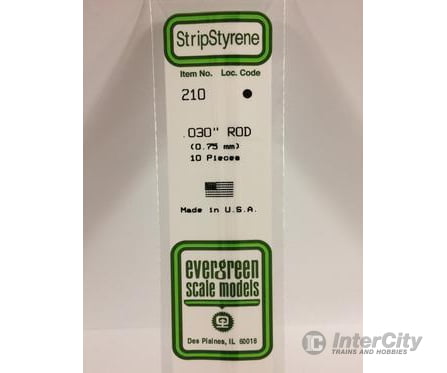 StripStyrene
Item No. Loc. Code
210
.030" ROD
(0.75 mm)
10 Pieces
Made in U.S.A.
evergreen
scale models
Des Plaines, IL 60018
InterCity
TRAINS AND HOBBIES